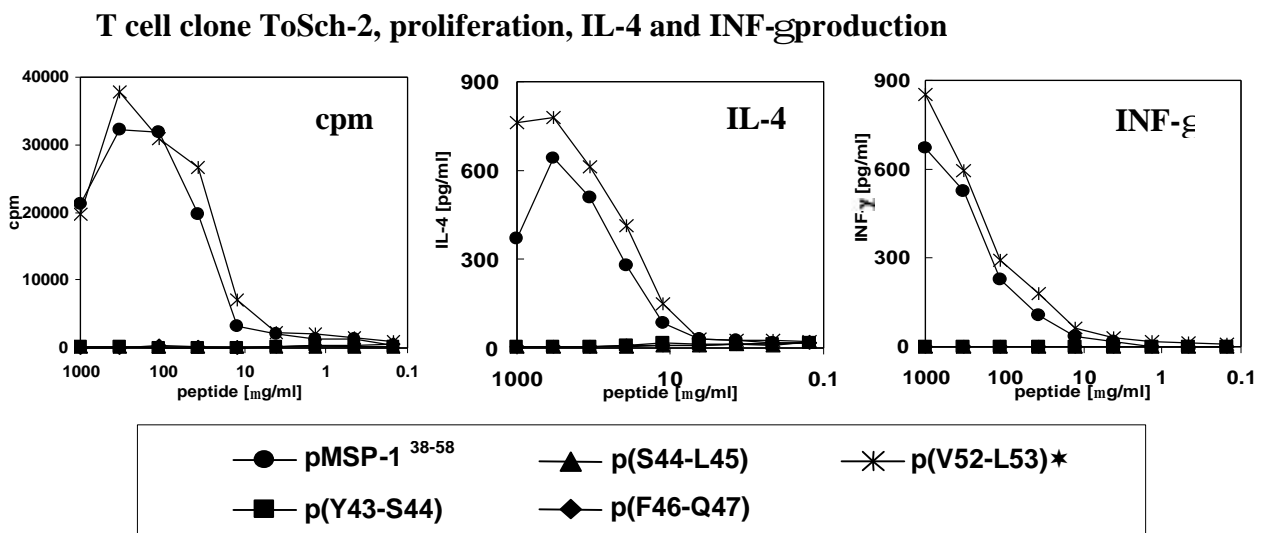 T cell clone ToSch-2, proliferation, IL-4 and INF-gproduction
40000
30000
20000
10000
0
cpm
cpm
1000
100
10
1
0.1
peptide [mg/ml]
900
600
300
0
IL-4 [pg/ml]
IL-4
1000
10
0.1
peptide [mg/ml]
900
600
300
0
INF-χ [pg/ml]
INF-g
1000
100
10
1
0.1
peptide [mg/ml]
pMSP-1 38-58
p(S44-L45)
p(V52-L53)★
p(Y43-S44)
p(F46-Q47)